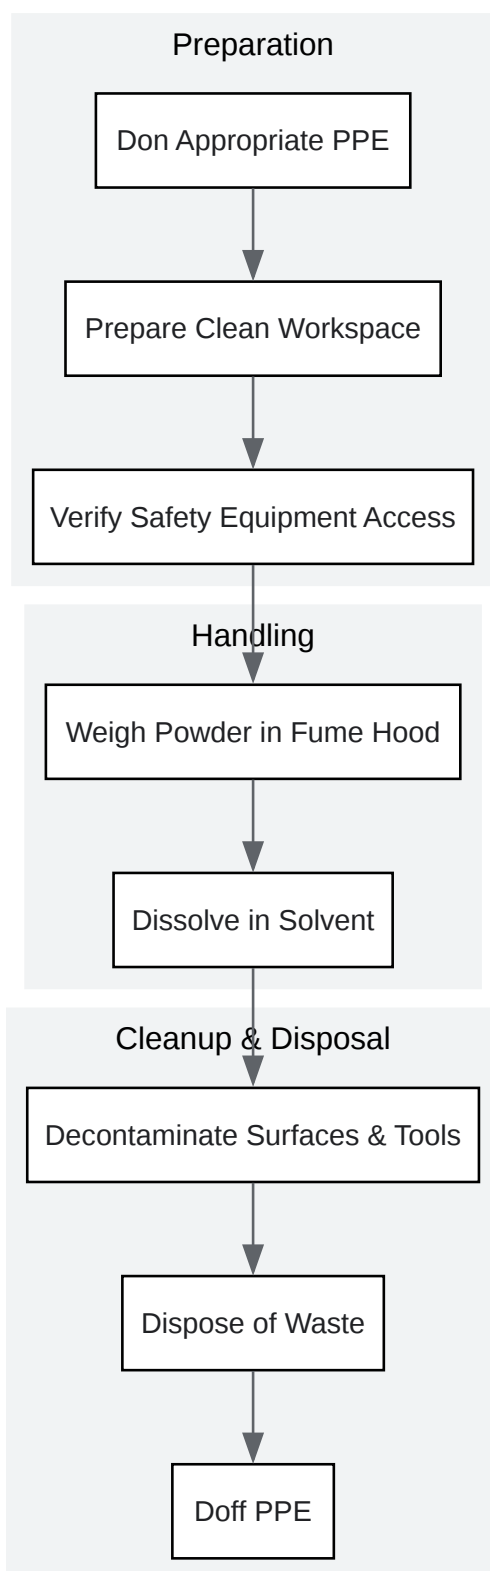 Preparation
Don Appropriate PPE
Prepare Clean Workspace
Verify Safety Equipment Access
Handling
Weigh Powder in Fume Hood
Dissolve in Solvent
Cleanup & Disposal
Decontaminate Surfaces & Tools
Dispose of Waste
Doff PPE